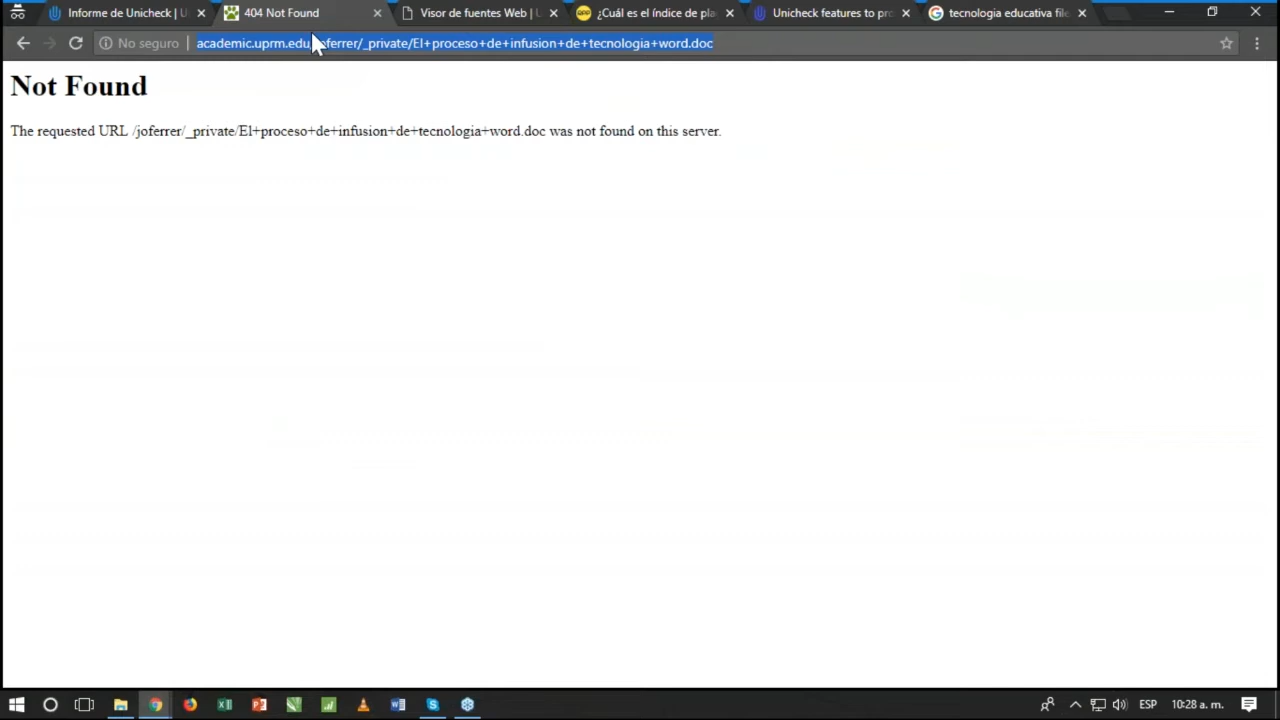 Informe de Unicheck | U
404 Not Found
Visor de fuentes Web | U
APP
¿Cuál es el índice de pla
Unicheck features to pro
tecnologia educativa file
No seguro
academic.uprm.edu/joferrer/_private/El+proceso+de+infusion+de+tecnologia+word.doc
Not Found
The requested URL /joferrer/_private/El+proceso+de+infusion+de+tecnologia+word.doc was not found on this server.
ESP
10:28 a. m.